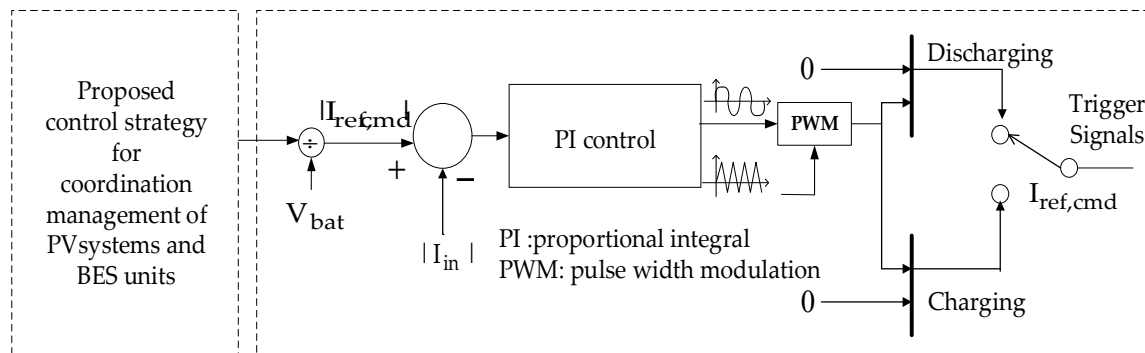 Proposed
control strategy
for
coordination
management of
PVsystems and
BES units
|Iref,cmd|
÷
+
−
Vbat
| Iin |
PI control
PWM
PI :proportional integral
PWM: pulse width modulation
0
Discharging
0
Charging
Trigger
Signals
Iref,cmd